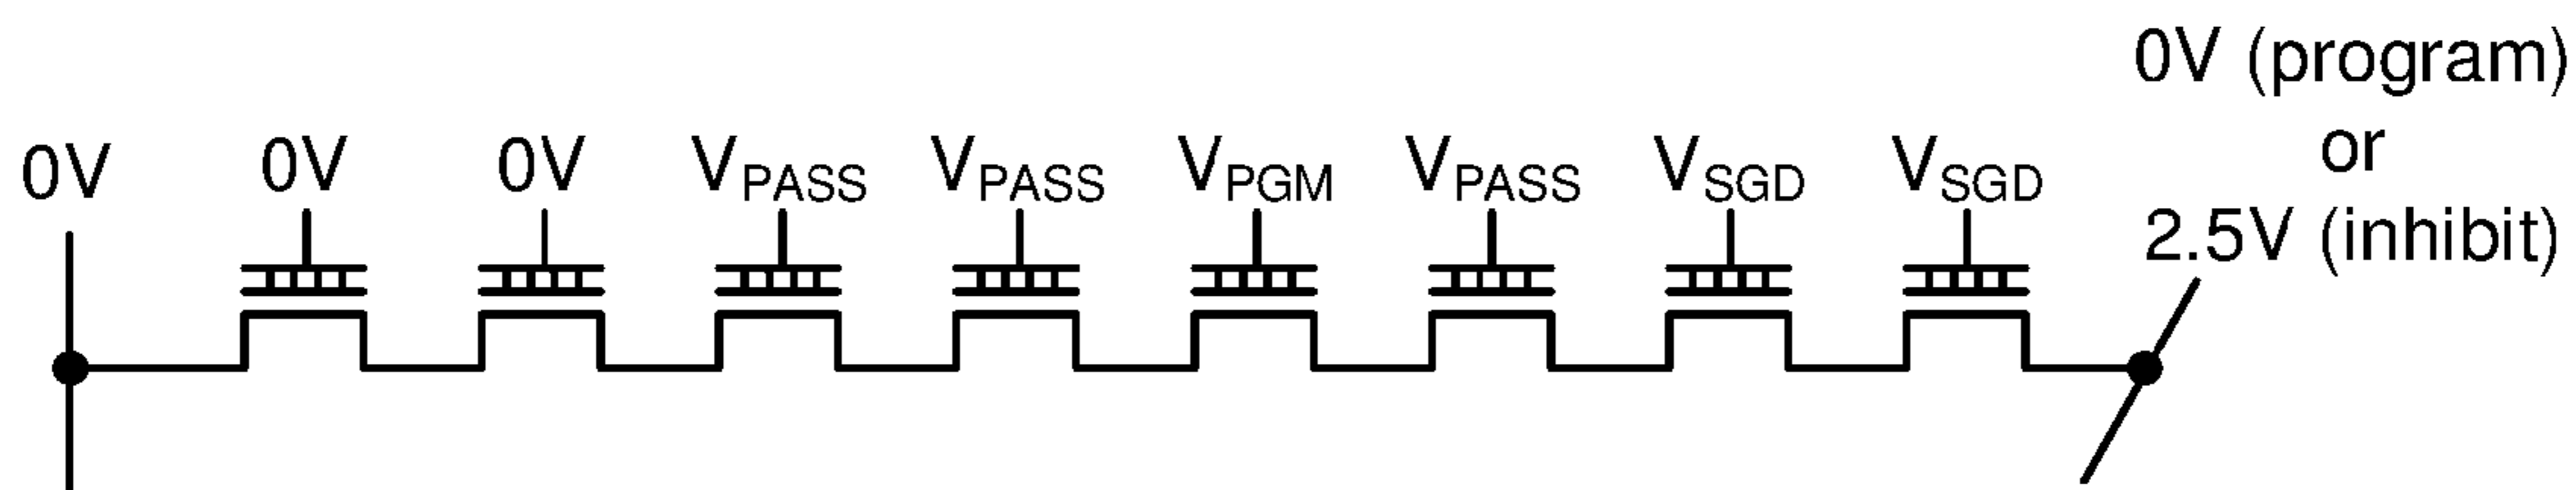 0V (program)
or
2.5V (inhibit)
0V 0V 0V VPASS VPASS VPGM VPASS VSGD VSGD